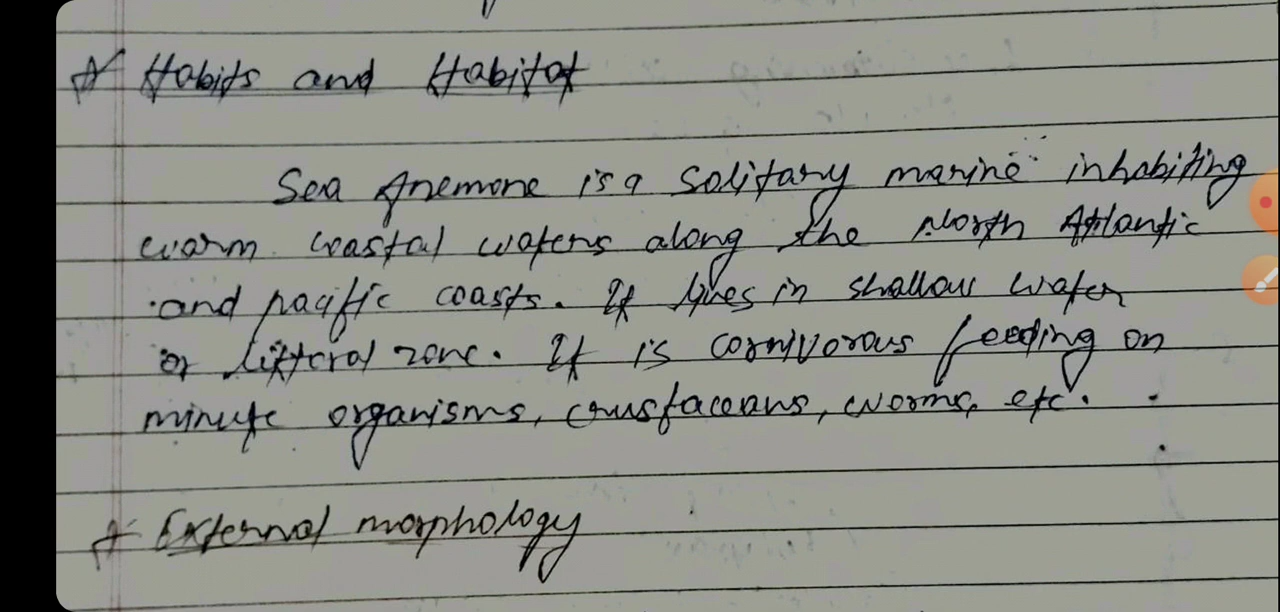 * Habits and Habitat
Sea Anemone is a solitary marine inhabiting
warm coastal waters along the North Atlantic
and pacific coasts. It lives in shallow water
or littoral zone. It is carnivorous feeding on
minute organisms, crustaceans, worms, etc.
* External morphology